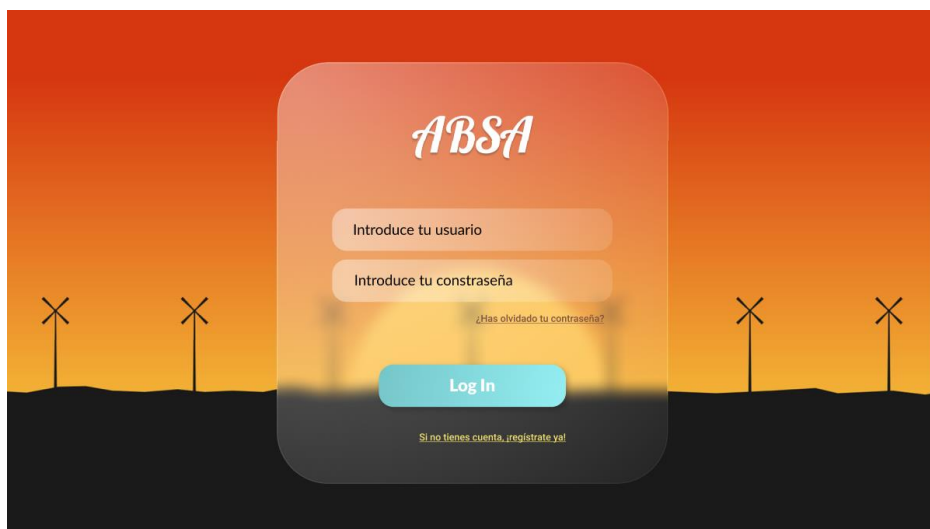 ABSA
Introduce tu usuario
Introduce tu constraseña
¿Has olvidado tu contraseña?
Log In
Si no tienes cuenta, ¡regístrate ya!